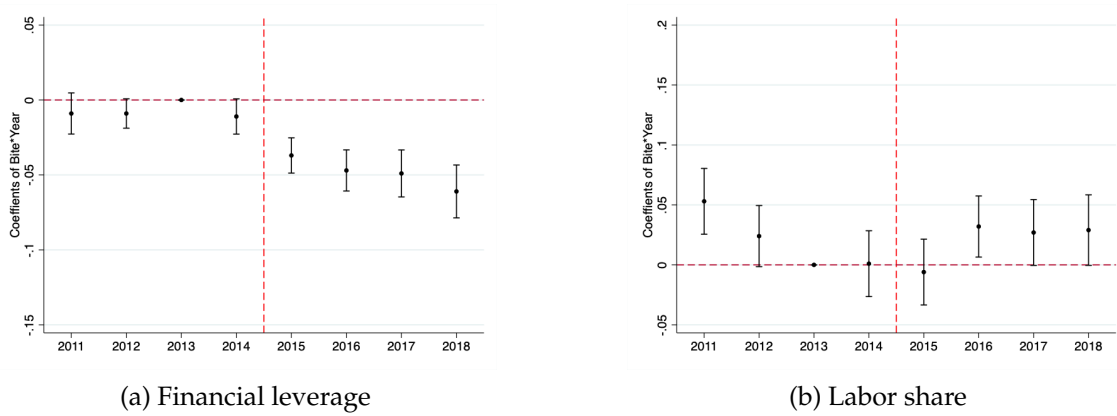 Coeffients of Bite*Year
.05
0
-.05
-.1
-.15
2011 2012 2013 2014 2015 2016 2017 2018
(a) Financial leverage
Coeffients of Bite*Year
.2
.15
.1
.05
0
-.05
2011 2012 2013 2014 2015 2016 2017 2018
(b) Labor share